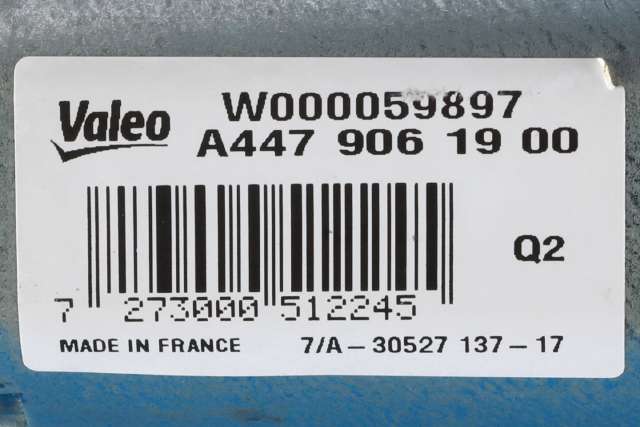 Valeo
W000059897
A447 906 19 00
Q2
7 273000 512245
MADE IN FRANCE 7/A-30527 137-17